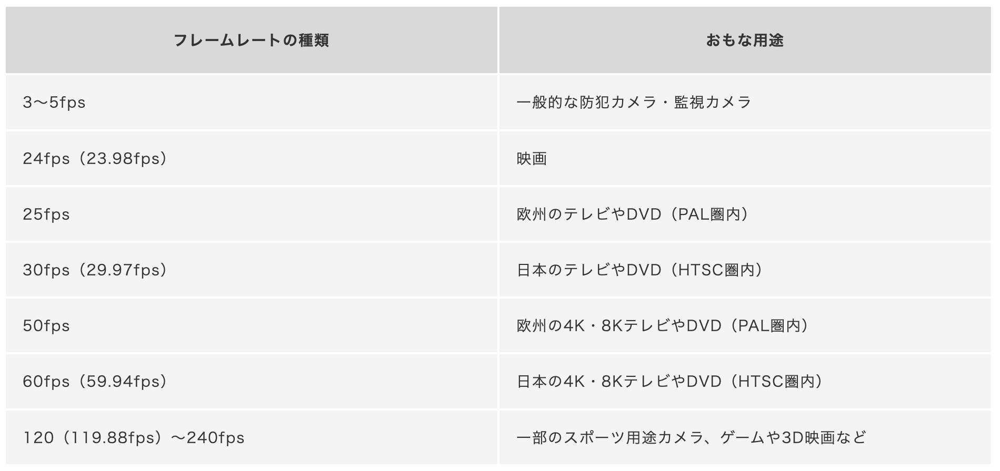 フレームレートの種類 おもな用途
3〜5fps 一般的な防犯カメラ・監視カメラ
24fps（23.98fps） 映画
25fps 欧州のテレビやDVD（PAL圏内）
30fps（29.97fps） 日本のテレビやDVD（HTSC圏内）
50fps 欧州の4K・8KテレビやDVD（PAL圏内）
60fps（59.94fps） 日本の4K・8KテレビやDVD（HTSC圏内）
120（119.88fps）〜240fps 一部のスポーツ用途カメラ、ゲームや3D映画など